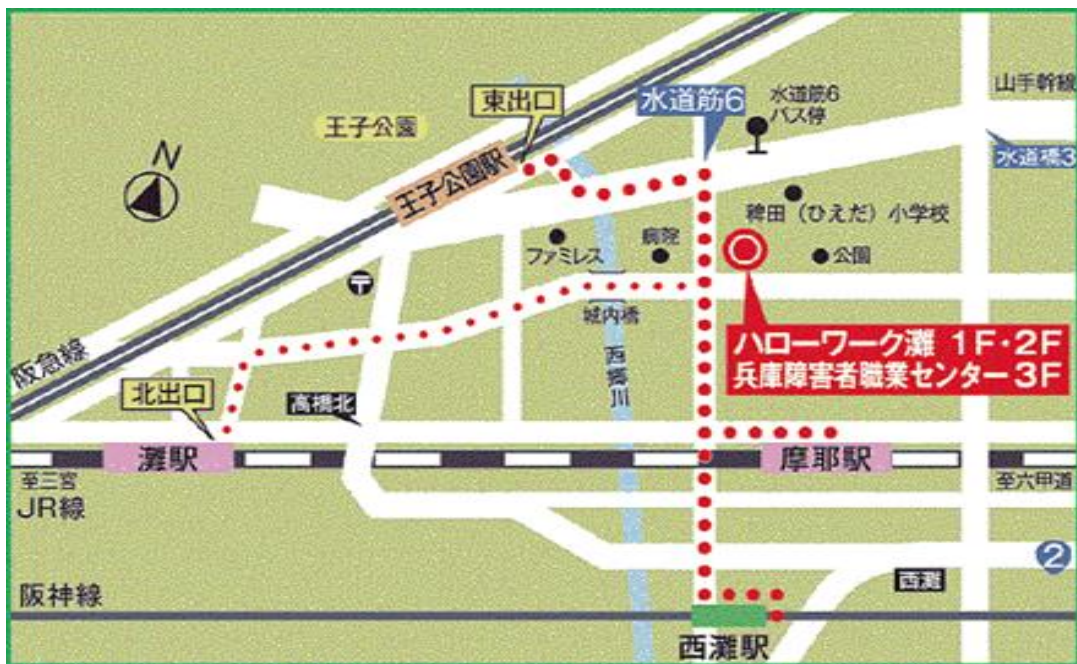 山手幹線
東出口
水道筋6
水道筋6
バス停
王子公園
N
水道橋3
王子公園駅
稗田（ひえだ）小学校
ファミレス
病院
公園
〒
城内橋
ハローワーク灘 1F・2F
兵庫障害者職業センター3F
阪急線
西郷川
北出口
高橋北
灘駅
摩耶駅
至三宮
JR線
至六甲道
2
西灘
阪神線
西灘駅